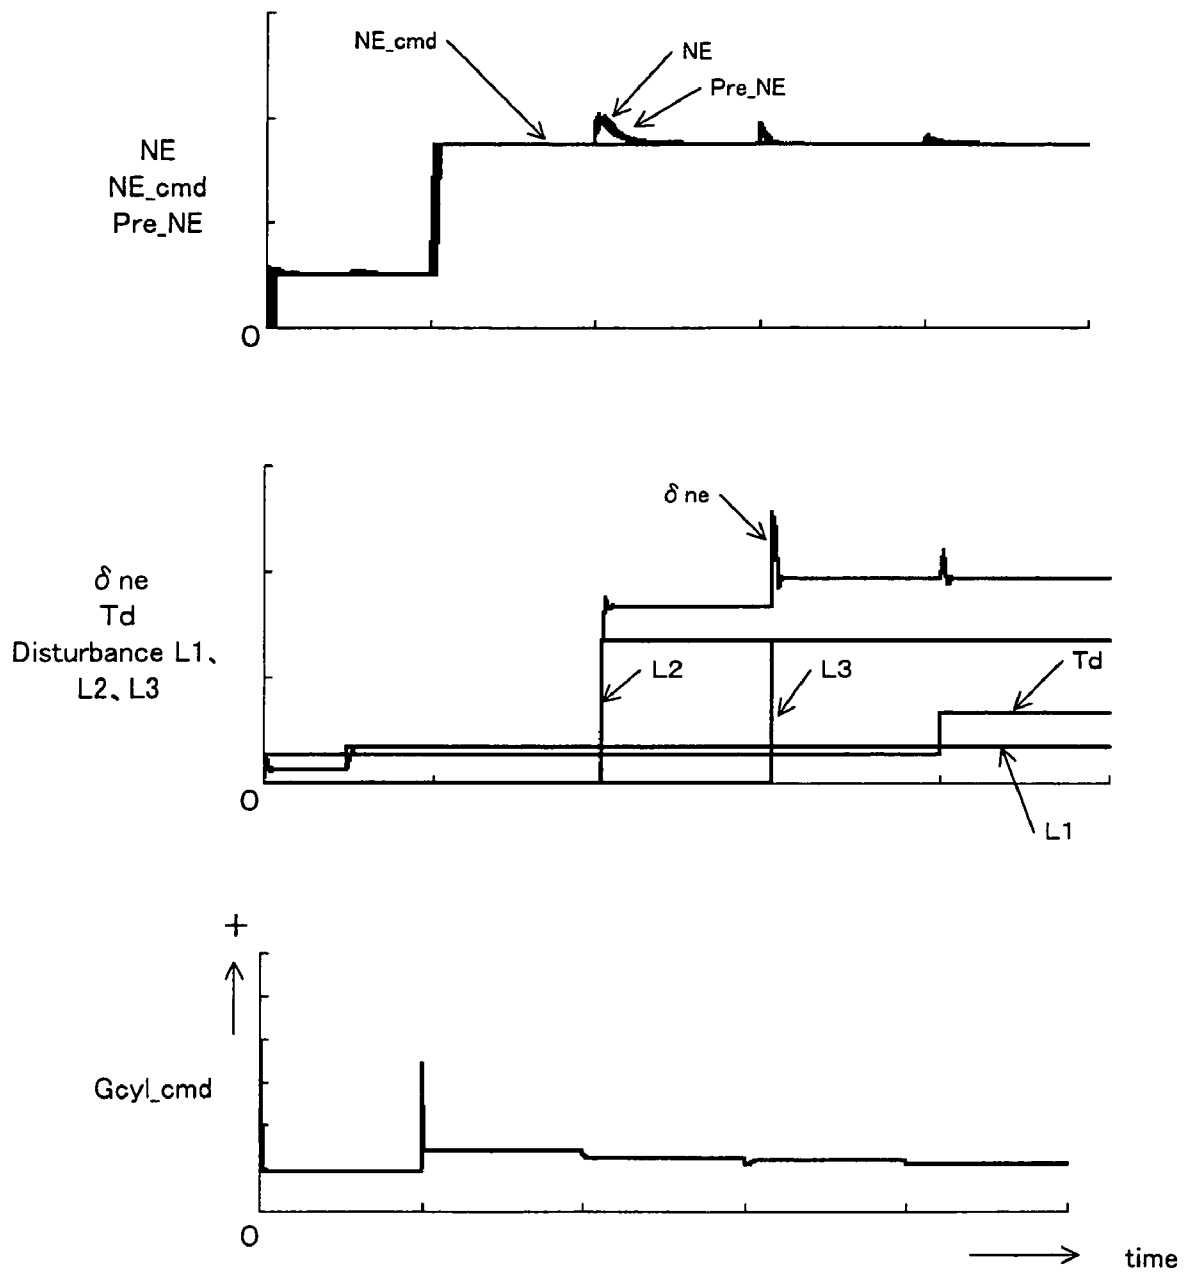 NE_cmd
NE
Pre_NE
NE
NE_cmd
Pre_NE
0
δ ne
δ ne
Td
Disturbance L1、
L2、L3
L2
L3
Td
0
L1
+
Gcyl_cmd
0
time